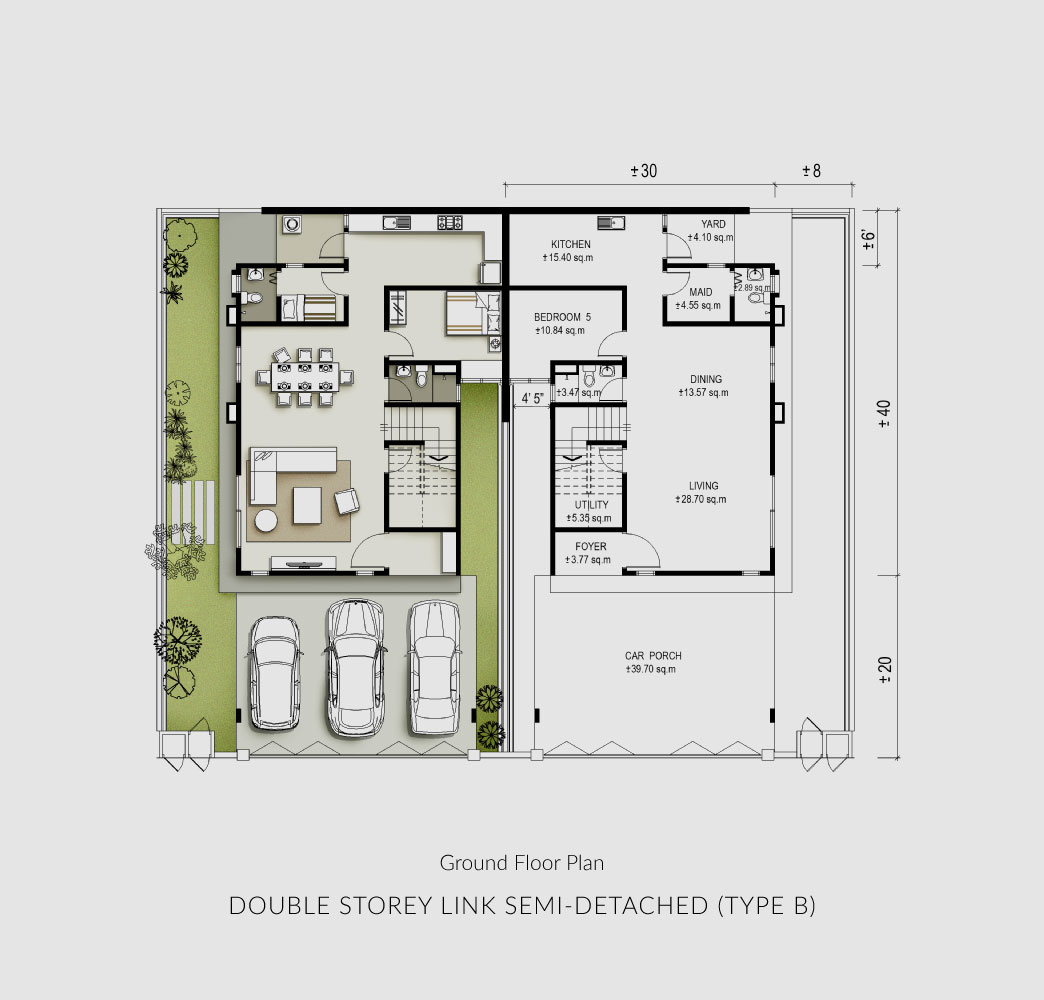 ±30
±8
YARD
±4.10 sq.m
KITCHEN
±15.40 sq.m
±6'
MAID
±4.55 sq.m
±2.89 sq.m
BEDROOM 5
±10.84 sq.m
DINING
±13.57 sq.m
±3.47 sq.m
4' 5"
±40
LIVING
±28.70 sq.m
UTILITY
±5.35 sq.m
FOYER
±3.77 sq.m
CAR PORCH
±39.70 sq.m
±20
Ground Floor Plan
DOUBLE STOREY LINK SEMI-DETACHED (TYPE B)